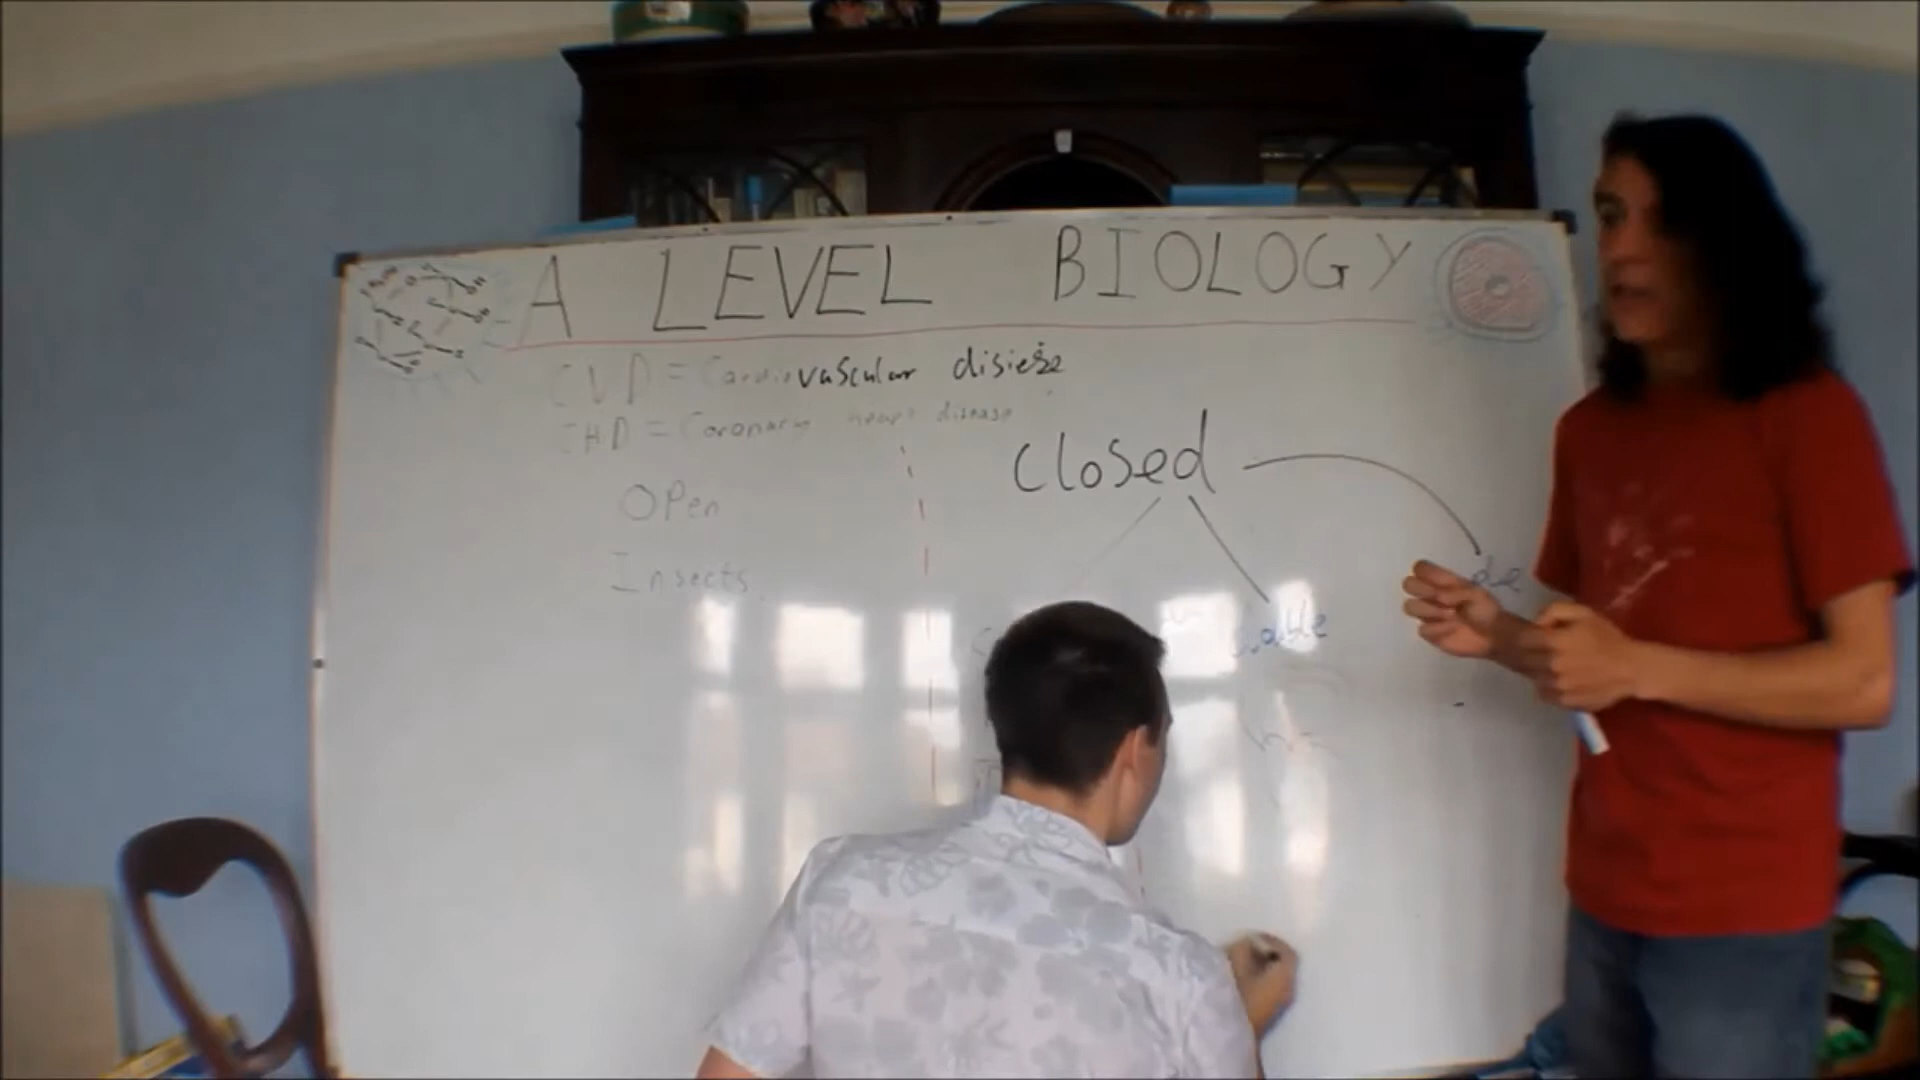 A LEVEL BIOLOGY
CVD = Cardiovascular disiese
CHD = Coronary heart disease
Closed
Open
Insects